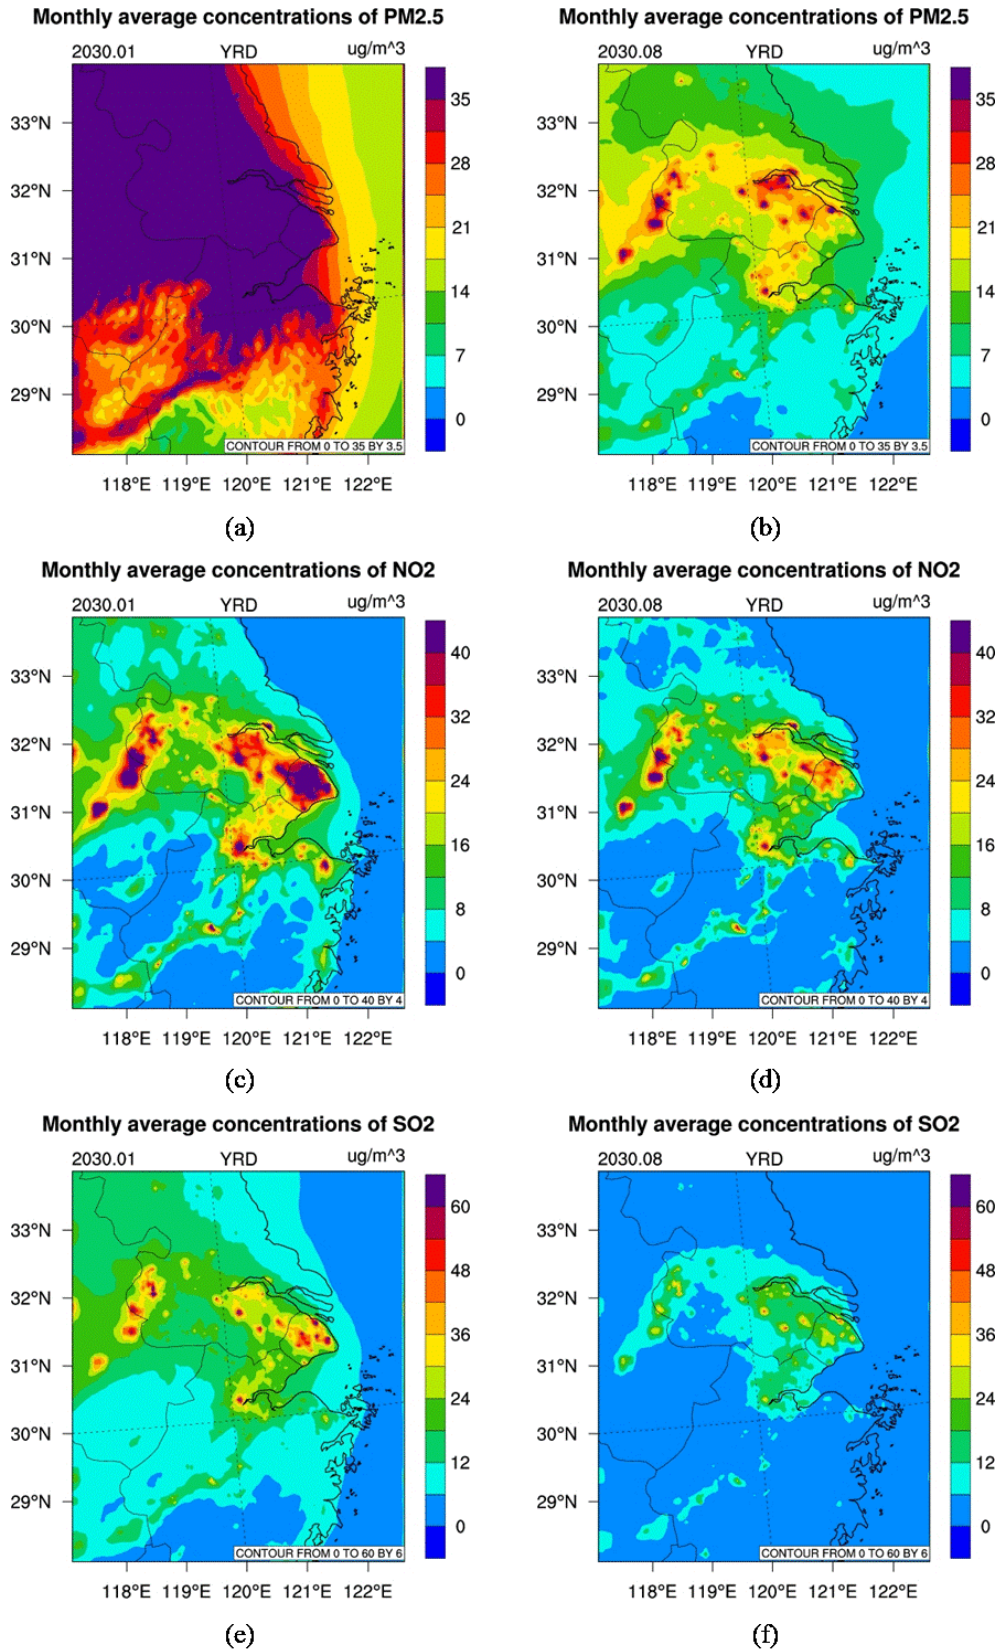 Monthly average concentrations of PM2.5
2030.01 YRD ug/m^3
35
33°N
28
32°N
21
31°N
14
30°N
7
29°N
0
CONTOUR FROM 0 TO 35 BY 3.5
118°E 119°E 120°E 121°E 122°E
(a)
Monthly average concentrations of PM2.5
2030.08 YRD ug/m^3
35
33°N
28
32°N
21
31°N
14
30°N
7
29°N
0
CONTOUR FROM 0 TO 35 BY 3.5
118°E 119°E 120°E 121°E 122°E
(b)
Monthly average concentrations of NO2
2030.01 YRD ug/m^3
40
33°N
32
32°N
24
31°N
16
30°N
8
29°N
0
CONTOUR FROM 0 TO 40 BY 4
118°E 119°E 120°E 121°E 122°E
(c)
Monthly average concentrations of NO2
2030.08 YRD ug/m^3
40
33°N
32
32°N
24
31°N
16
30°N
8
29°N
0
CONTOUR FROM 0 TO 40 BY 4
118°E 119°E 120°E 121°E 122°E
(d)
Monthly average concentrations of SO2
2030.01 YRD ug/m^3
60
33°N
48
32°N
36
31°N
24
30°N
12
29°N
0
CONTOUR FROM 0 TO 60 BY 6
118°E 119°E 120°E 121°E 122°E
(e)
Monthly average concentrations of SO2
2030.08 YRD ug/m^3
60
33°N
48
32°N
36
31°N
24
30°N
12
29°N
0
CONTOUR FROM 0 TO 60 BY 6
118°E 119°E 120°E 121°E 122°E
(f)